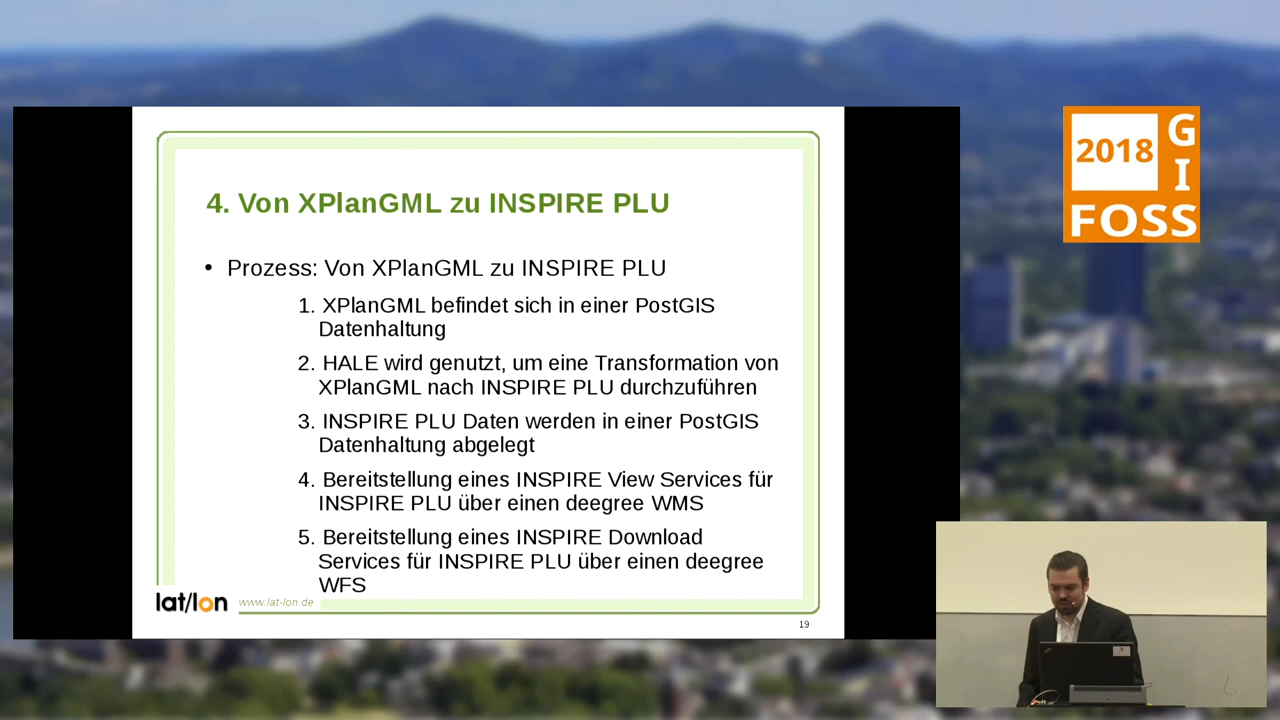 4. Von XPlanGML zu INSPIRE PLU
• Prozess: Von XPlanGML zu INSPIRE PLU
1. XPlanGML befindet sich in einer PostGIS
Datenhaltung
2. HALE wird genutzt, um eine Transformation von
XPlanGML nach INSPIRE PLU durchzuführen
3. INSPIRE PLU Daten werden in einer PostGIS
Datenhaltung abgelegt
4. Bereitstellung eines INSPIRE View Services für
INSPIRE PLU über einen deegree WMS
5. Bereitstellung eines INSPIRE Download
Services für INSPIRE PLU über einen deegree
WFS
lat/lon www.lat-lon.de
19
2018 GIS
FOSS